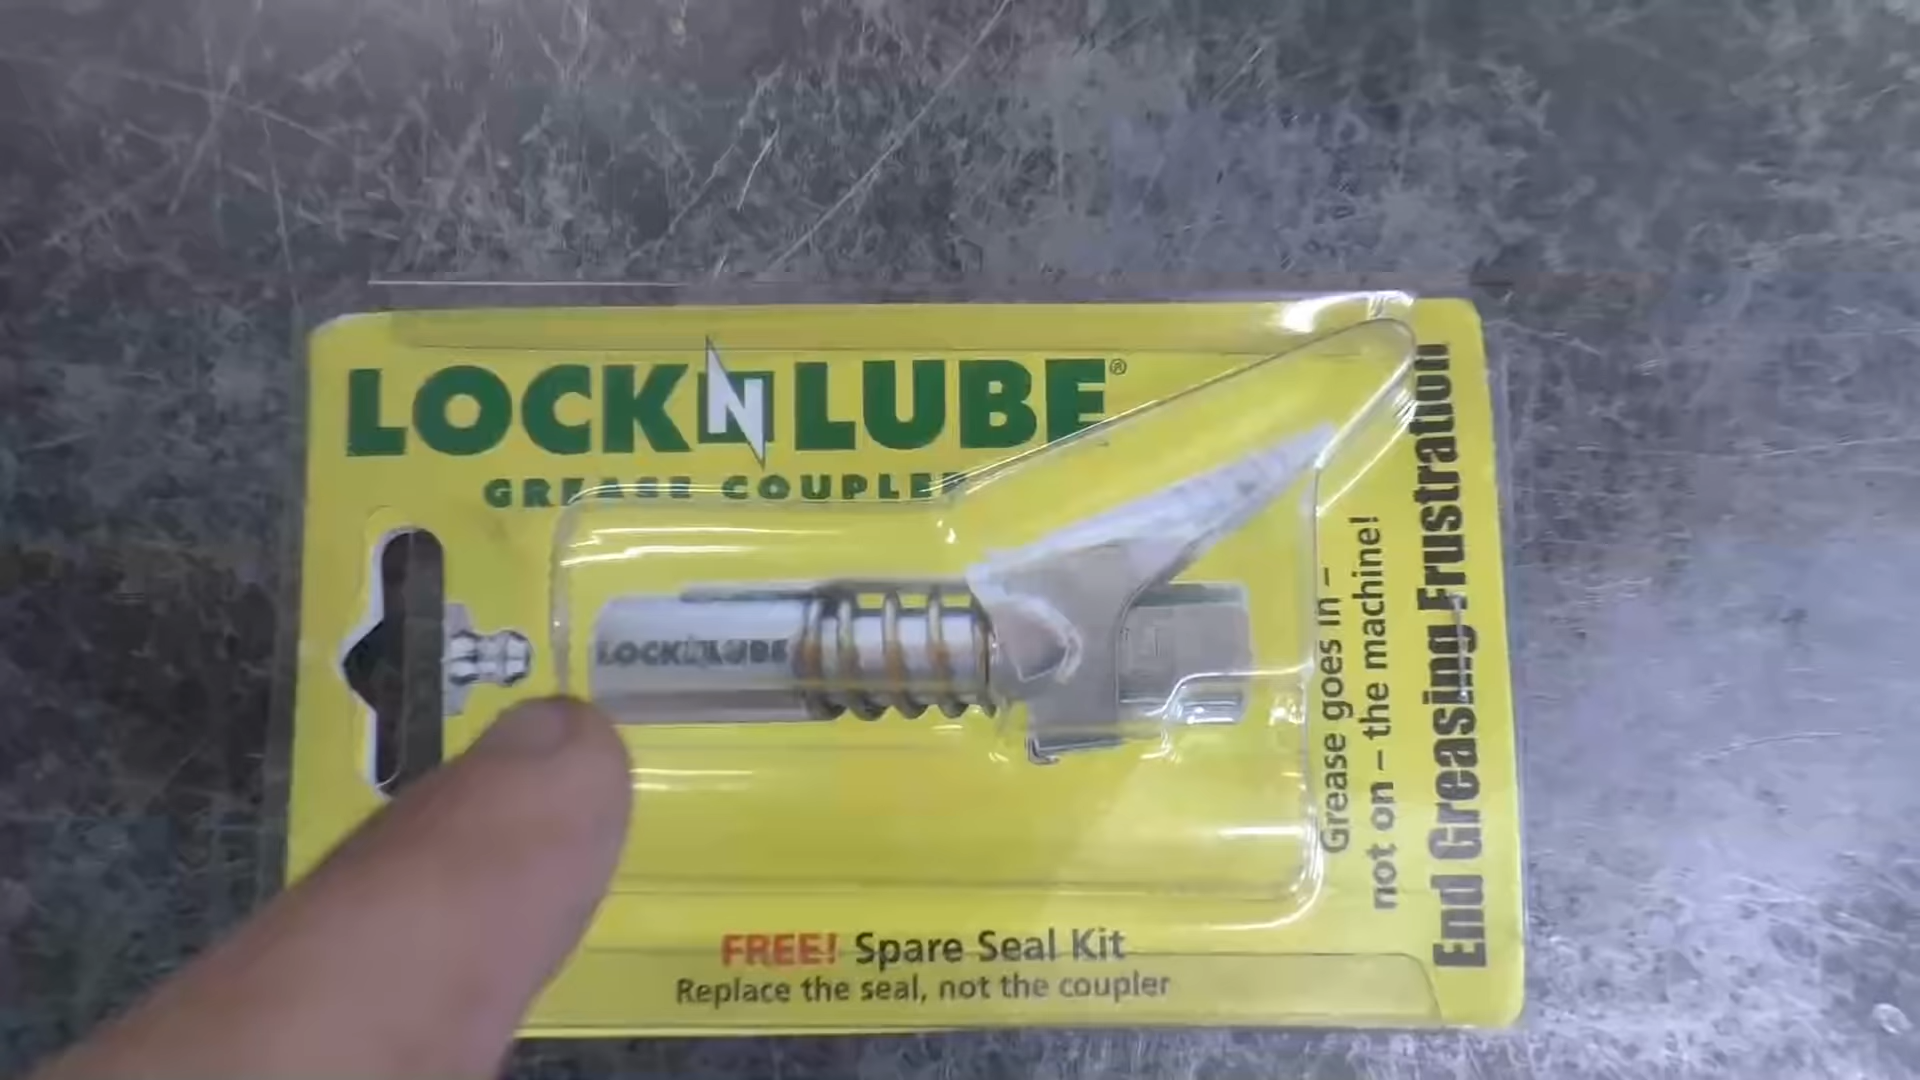 LOCK N LUBE®
GREASE COUPLER
LOCK N LUBE
Grease goes in –
not on – the machine!
End Greasing Frustration
FREE! Spare Seal Kit
Replace the seal, not the coupler